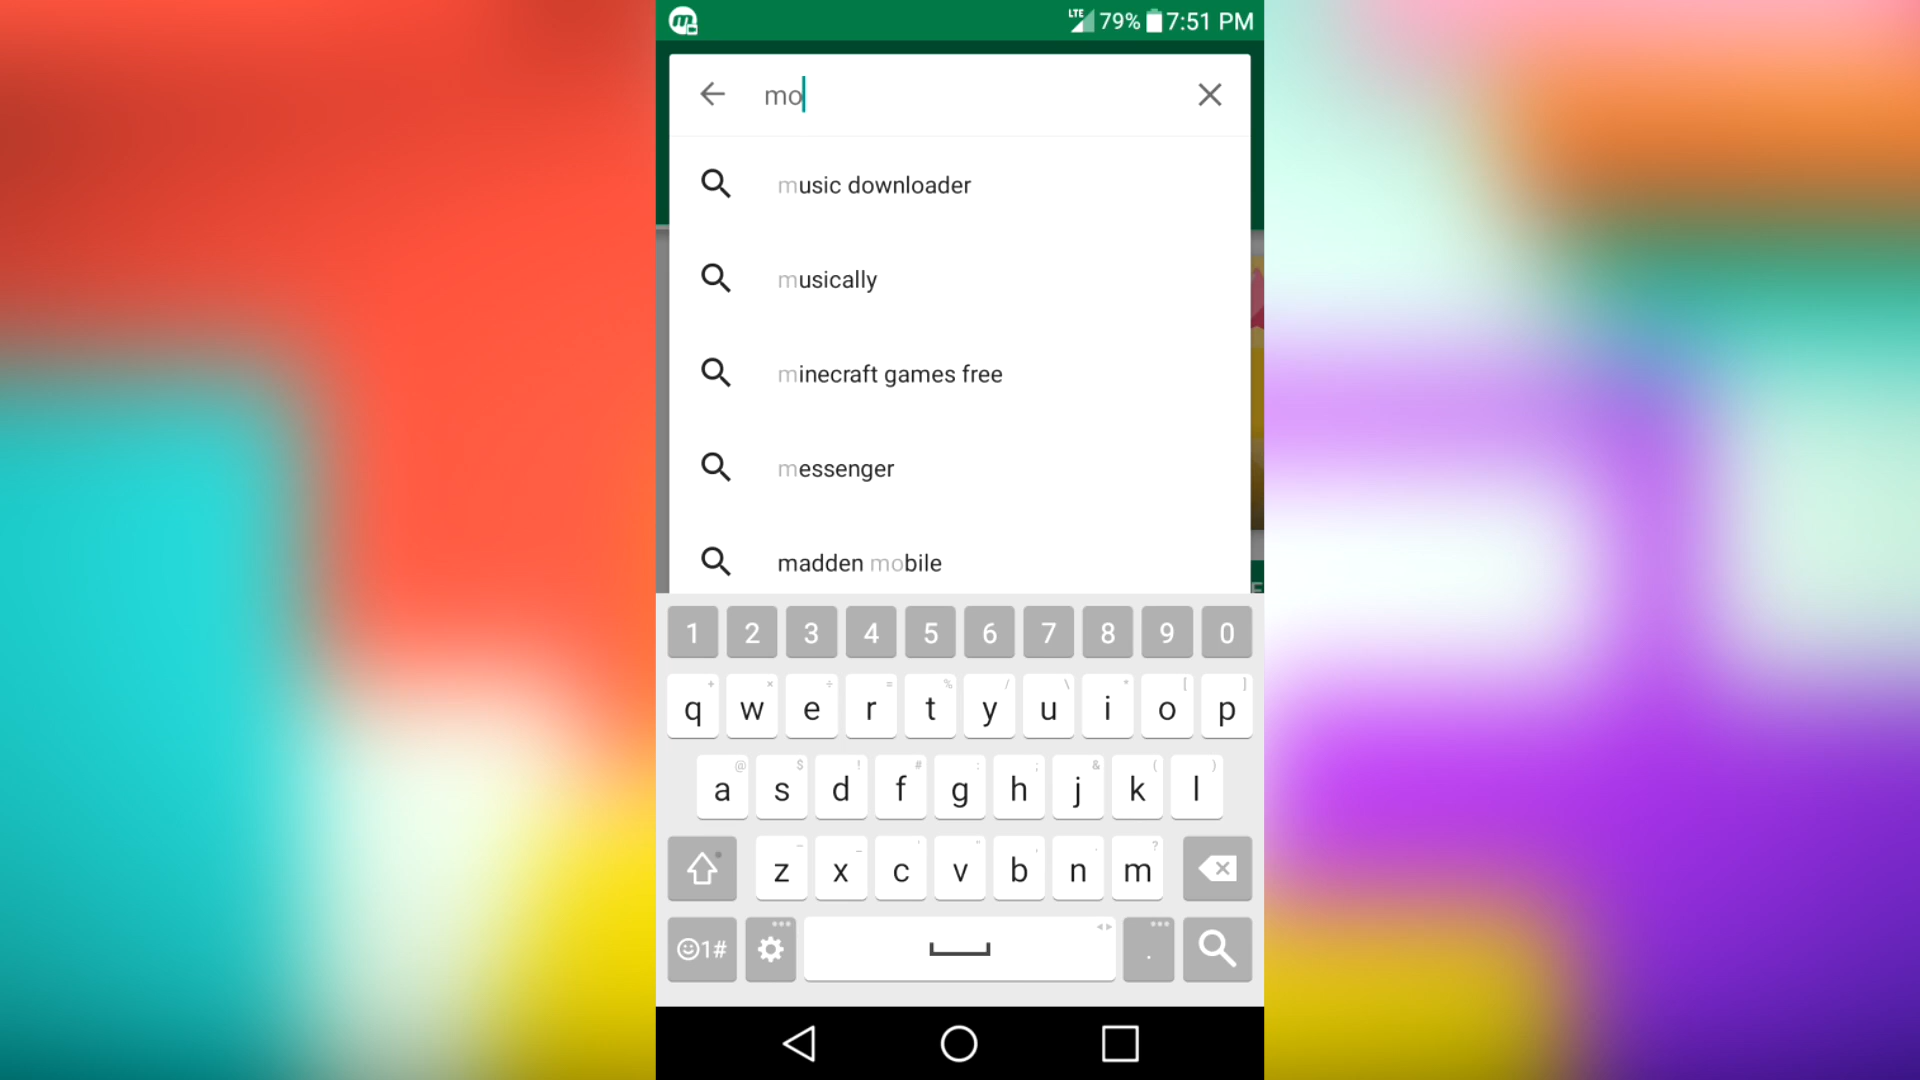 LTE 79% 7:51 PM
mo
music downloader
musically
minecraft games free
messenger
madden mobile
1 2 3 4 5 6 7 8 9 0
+ × ÷ = % / \ * [ ]
q w e r t y u i o p
@ $ ! # : ; & ( )
a s d f g h j k l
z x c v b n m
1# .